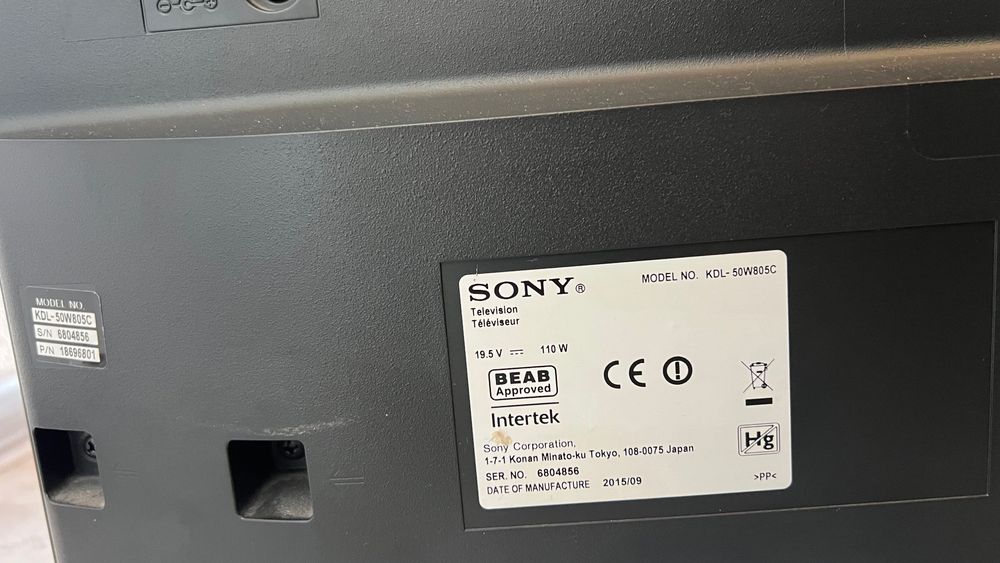 MODEL NO.
KDL-50W805C
S/N 6804856
P/N 18696801
SONY®
MODEL NO. KDL-50W805C
Television
Téléviseur
19.5 V ⎓ 110 W
BEAB
Approved
Intertek
CE
Hg
Sony Corporation,
1-7-1 Konan Minato-ku Tokyo, 108-0075 Japan
SER. NO. 6804856
DATE OF MANUFACTURE 2015/09
>PP<